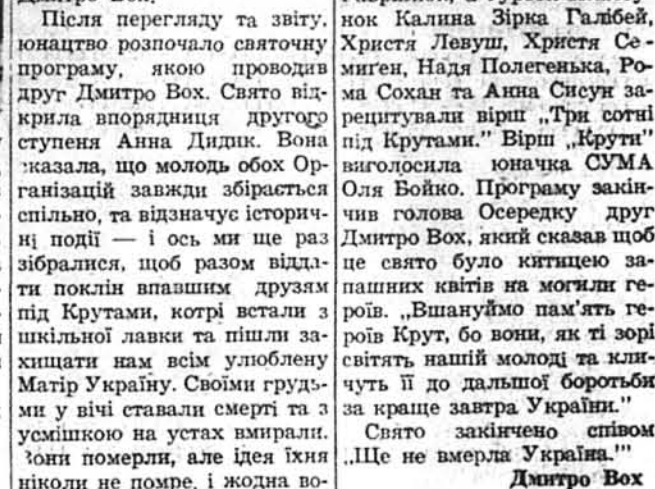 Дмитро Вох.
Після перегляду та звіту,
юнацтво розпочало святочну
програму, якою проводив
друг Дмитро Вох. Свято від-
крила впорядниця другого
ступеня Анна Дидик. Вона
сказала, що молодь обох Ор-
ганізацій завжди збірається
спільно, та відзначує історич-
ні події — і ось ми ще раз
зібралися, щоб разом відда-
ти поклін впавшим друзям
під Крутами, котрі встали з
шкільної лавки та пішли за-
хищати нам всім улюблену
Матір Україну. Своїми грудь-
ми у вічі ставали смерті та з
усмішкою на устах вмирали.
Вони померли, але ідея їхня
ніколи не помре, і жодна во-
нок Калина Зірка Галібей,
Христя Левуш, Христя Се-
миґен, Надя Полегенька, Ро-
ма Сохан та Анна Сисун за-
рецитували вірш „Три сотні
під Крутами." Вірш „Крути"
виголосила юначка СУМА
Оля Бойко. Програму закін-
чив голова Осередку друг
Дмитро Вох, який сказав щоб
це свято було китицею за-
пашних квітів на могили ге-
роїв. „Вшануймо пам'ять ге-
роїв Крут, бо вони, як ті зорі
світять нашій молоді та кли-
чуть її до дальшої боротьби
за краще завтра України."
Свято закінчено співом
„Ще не вмерла Україна."'
Дмитро Вох